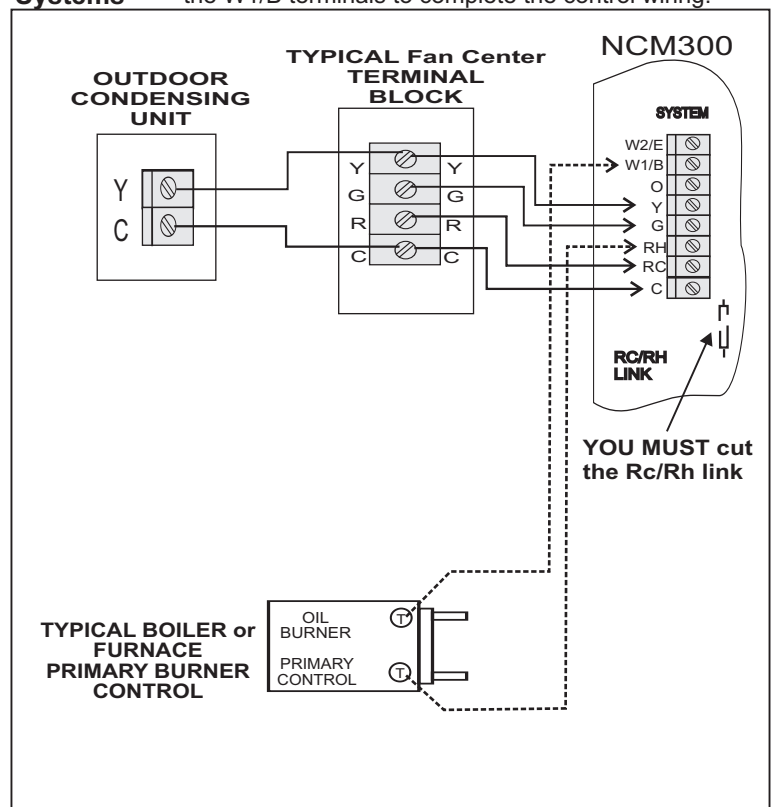 Systems the W1/B terminals to complete the control wiring.
NCM300
TYPICAL Fan Center
TERMINAL
BLOCK
OUTDOOR
CONDENSING
UNIT
SYSTEM
W2/E
W1/B
O
Y
G
RH
RC
C
Y
C
Y Y
G G
R R
C C
RC/RH
LINK
YOU MUST cut
the Rc/Rh link
TYPICAL BOILER or
FURNACE
PRIMARY BURNER
CONTROL
OIL
BURNER
PRIMARY
CONTROL
T
T